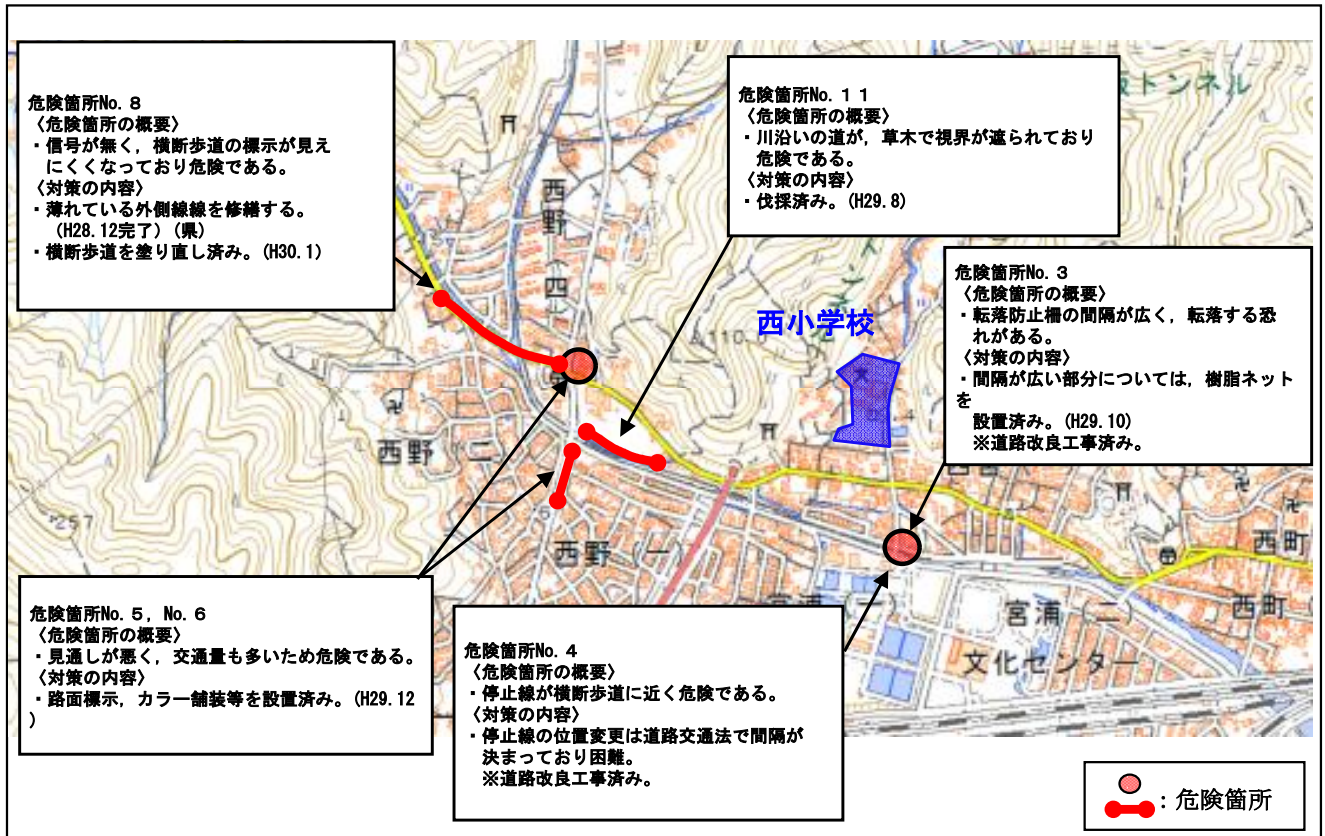 危険箇所No.8
〈危険箇所の概要〉
・信号が無く，横断歩道の標示が見え
にくくなっており危険である。
〈対策の内容〉
・薄れている外側線線を修繕する。
(H28.12完了)(県)
・横断歩道を塗り直し済み。(H30.1)
危険箇所No.11
〈危険箇所の概要〉
・川沿いの道が，草木で視界が遮られており
危険である。
〈対策の内容〉
・伐採済み。(H29.8)
トンネル
危険箇所No.3
〈危険箇所の概要〉
・転落防止柵の間隔が広く，転落する恐
れがある。
〈対策の内容〉
・間隔が広い部分については，樹脂ネット
を
設置済み。(H29.10)
※道路改良工事済み。
西野(四)
西小学校
110
西野(二)
257
西野(一)
西町
西町
宮浦(二)
文化センター
危険箇所No.5，No.6
〈危険箇所の概要〉
・見通しが悪く，交通量も多いため危険である。
〈対策の内容〉
・路面標示，カラー舗装等を設置済み。(H29.12
)
危険箇所No.4
〈危険箇所の概要〉
・停止線が横断歩道に近く危険である。
〈対策の内容〉
・停止線の位置変更は道路交通法で間隔が
決まっており困難。
※道路改良工事済み。
：危険箇所